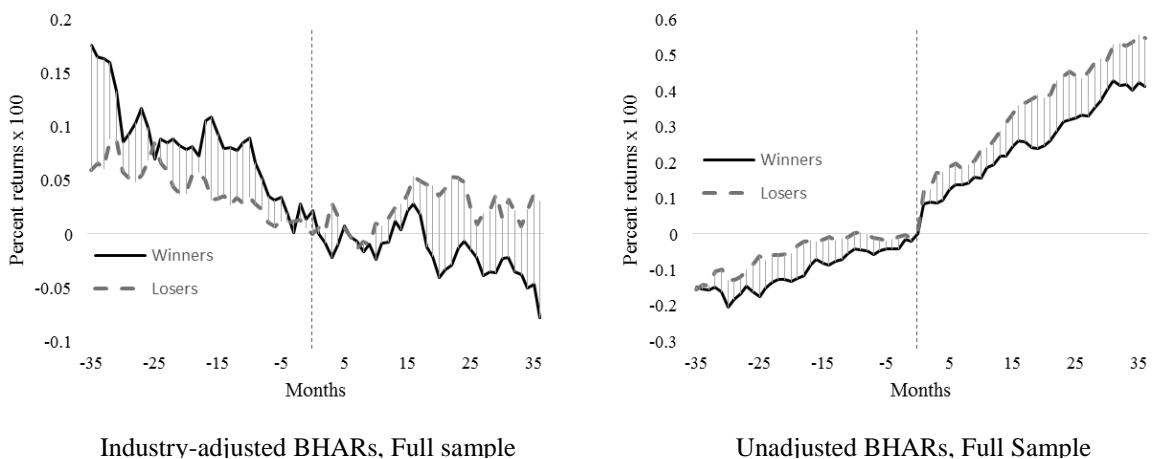 0.2
0.15
0.1
0.05
0
-0.05
-0.1
Percent returns x 100
Winners
Losers
-35 -25 -15 -5 5 15 25 35
Months
Industry-adjusted BHARs, Full sample
0.6
0.5
0.4
0.3
0.2
0.1
0
-0.1
-0.2
-0.3
Percent returns x 100
Winners
Losers
-35 -25 -15 -5 5 15 25 35
Months
Unadjusted BHARs, Full Sample